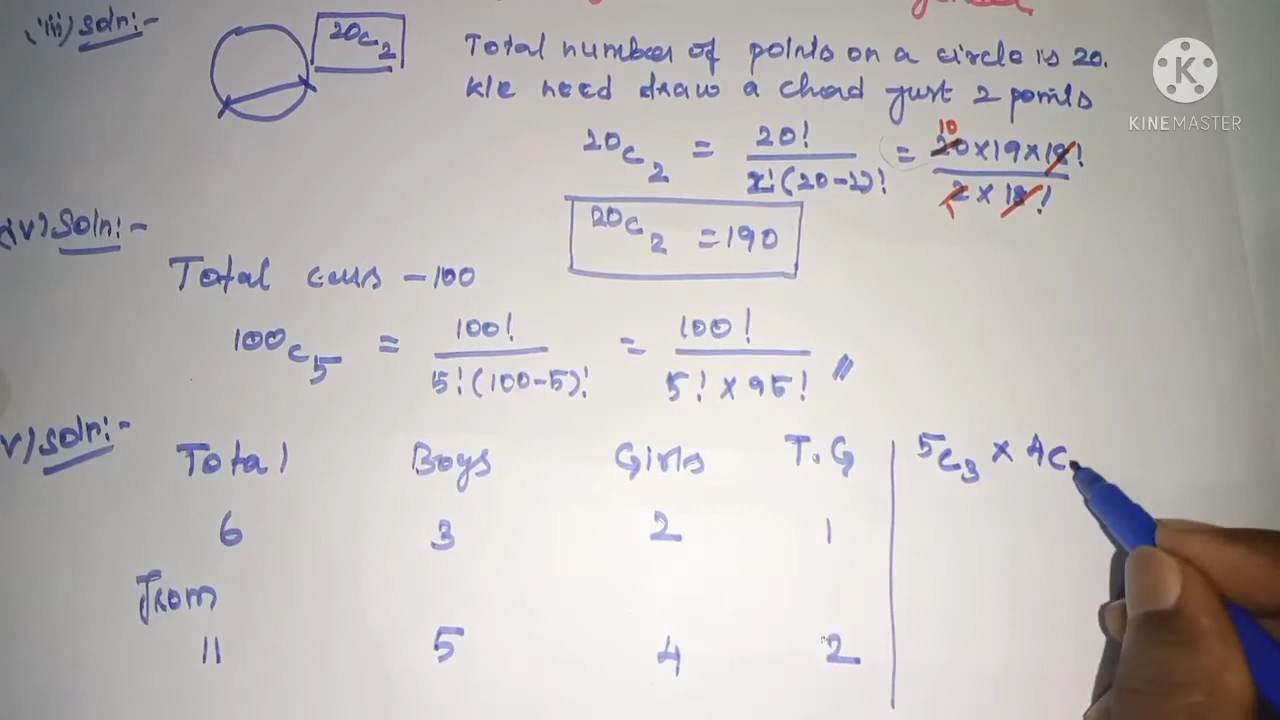 iii) Soln:-
20C2
Total number of points on a circle is 20.
We need draw a chord just 2 points
20C2 = 20! / 2!(20-2)! = 20×19×18! / 2×18!
10
1
20C2 = 190
iv) Soln:-
Total cars - 100
100C5 = 100! / 5!(100-5)! = 100! / 5! × 95! //
v) Soln:-
Total Boys Girls T.G
5C3 × 4C
6 3 2 1
from
11 5 4 2
K
KINEMASTER